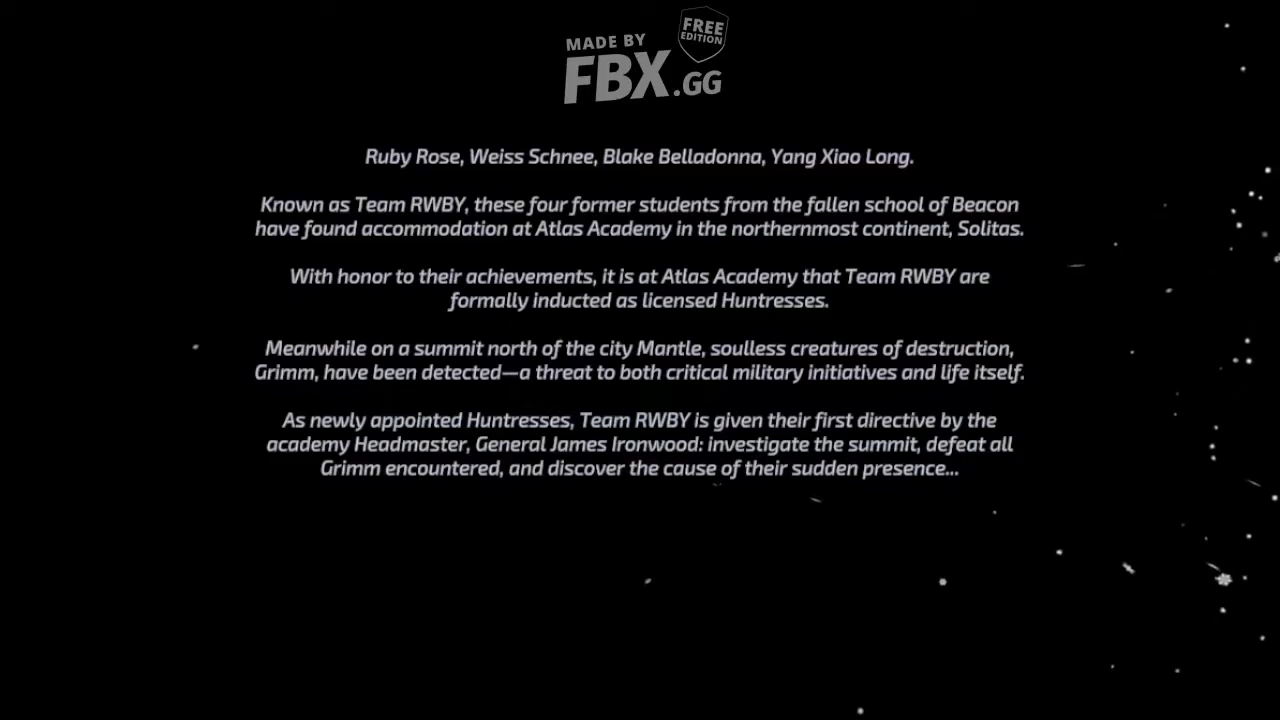 MADE BY
FREE
EDITION
FBX.GG
Ruby Rose, Weiss Schnee, Blake Belladonna, Yang Xiao Long.
Known as Team RWBY, these four former students from the fallen school of Beacon
have found accommodation at Atlas Academy in the northernmost continent, Solitas.
With honor to their achievements, it is at Atlas Academy that Team RWBY are
formally inducted as licensed Huntresses.
Meanwhile on a summit north of the city Mantle, soulless creatures of destruction,
Grimm, have been detected—a threat to both critical military initiatives and life itself.
As newly appointed Huntresses, Team RWBY is given their first directive by the
academy Headmaster, General James Ironwood: investigate the summit, defeat all
Grimm encountered, and discover the cause of their sudden presence...